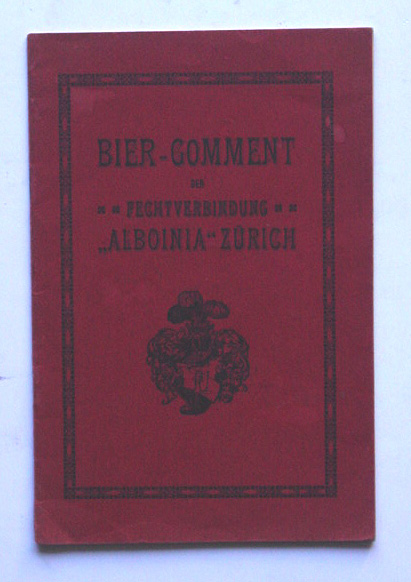 BIER-COMMENT
DER
FECHTVERBINDUNG
„ALBOINIA“ ZÜRICH